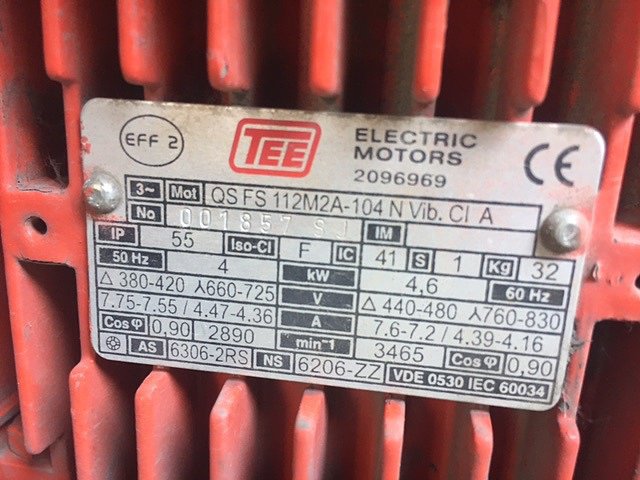 EFF 2 TEE ELECTRIC
MOTORS
2096969 CE
3~ Mot QS FS 112M2A-104 N Vib. Cl A
No 001857 SJ IM
IP 55 Iso-Cl F IC 41 S 1 Kg 32
50 Hz 4 kW 4,6 60 Hz
△ 380-420 ⅄660-725 V △ 440-480 ⅄760-830
7.75-7.55 / 4.47-4.36 A 7.6-7.2 / 4.39-4.16
Cosφ 0,90 2890 min⁻¹ 3465 Cosφ 0,90
AS 6306-2RS NS 6206-ZZ VDE 0530 IEC 60034